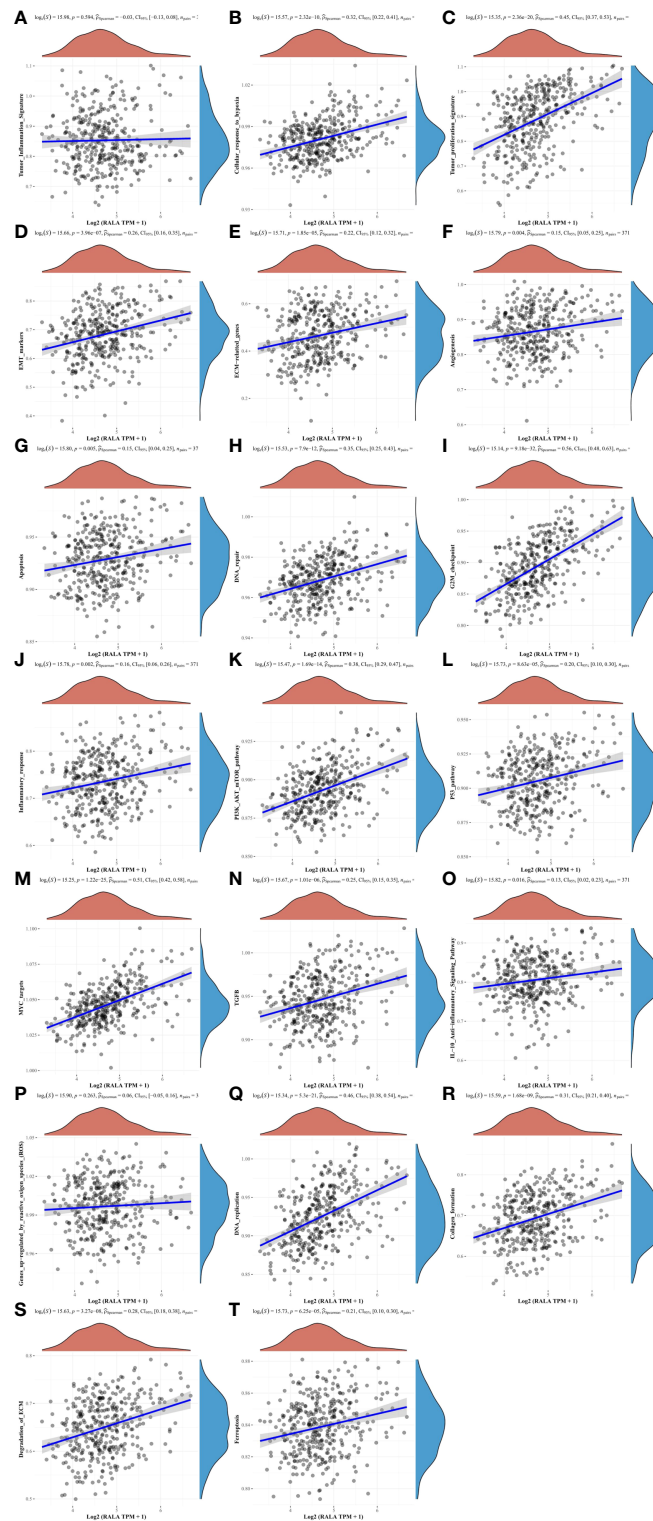 A B C
log_e(S) = 15.98, p = 0.594, ρ̂_Spearman = −0.03, CI_95% [−0.13, 0.08], n_pairs =
log_e(S) = 15.57, p = 2.32e−10, ρ̂_Spearman = 0.32, CI_95% [0.22, 0.41], n_pairs =
log_e(S) = 15.35, p = 2.36e−20, ρ̂_Spearman = 0.45, CI_95% [0.37, 0.53], n_pairs =
Tumor_Inflammation_Signature
Cellular_response_to_hypoxia
Tumor_proliferation_signature
Log2 (RALA TPM + 1) Log2 (RALA TPM + 1) Log2 (RALA TPM + 1)
D E F
log_e(S) = 15.66, p = 3.96e−07, ρ̂_Spearman = 0.26, CI_95% [0.16, 0.35], n_pairs =
log_e(S) = 15.71, p = 1.85e−05, ρ̂_Spearman = 0.22, CI_95% [0.12, 0.32], n_pairs =
log_e(S) = 15.79, p = 0.004, ρ̂_Spearman = 0.15, CI_95% [0.05, 0.25], n_pairs = 371
EMT_markers
ECM-related_genes
Angiogenesis
Log2 (RALA TPM + 1) Log2 (RALA TPM + 1) Log2 (RALA TPM + 1)
G H I
log_e(S) = 15.80, p = 0.005, ρ̂_Spearman = 0.15, CI_95% [0.04, 0.25], n_pairs = 37
log_e(S) = 15.53, p = 7.9e−12, ρ̂_Spearman = 0.35, CI_95% [0.25, 0.43], n_pairs =
log_e(S) = 15.14, p = 9.18e−32, ρ̂_Spearman = 0.56, CI_95% [0.48, 0.63], n_pairs =
Apoptosis
DNA_repair
G2M_checkpoint
Log2 (RALA TPM + 1) Log2 (RALA TPM + 1) Log2 (RALA TPM + 1)
J K L
log_e(S) = 15.78, p = 0.002, ρ̂_Spearman = 0.16, CI_95% [0.06, 0.26], n_pairs = 371
log_e(S) = 15.47, p = 1.69e−14, ρ̂_Spearman = 0.38, CI_95% [0.29, 0.47], n_pairs =
log_e(S) = 15.73, p = 8.63e−05, ρ̂_Spearman = 0.20, CI_95% [0.10, 0.30], n_pairs =
Inflammatory_response
PI3K_AKT_mTOR_pathway
P53_pathway
Log2 (RALA TPM + 1) Log2 (RALA TPM + 1) Log2 (RALA TPM + 1)
M N O
log_e(S) = 15.25, p = 1.22e−25, ρ̂_Spearman = 0.51, CI_95% [0.42, 0.58], n_pairs =
log_e(S) = 15.67, p = 1.01e−06, ρ̂_Spearman = 0.25, CI_95% [0.15, 0.35], n_pairs =
log_e(S) = 15.82, p = 0.016, ρ̂_Spearman = 0.13, CI_95% [0.02, 0.23], n_pairs = 371
MYC_targets
TGFB
IL-10_Anti-inflammatory_Signaling_Pathway
Log2 (RALA TPM + 1) Log2 (RALA TPM + 1) Log2 (RALA TPM + 1)
P Q R
log_e(S) = 15.90, p = 0.263, ρ̂_Spearman = 0.06, CI_95% [−0.05, 0.16], n_pairs = 3
log_e(S) = 15.34, p = 5.3e−21, ρ̂_Spearman = 0.46, CI_95% [0.38, 0.54], n_pairs =
log_e(S) = 15.59, p = 1.68e−09, ρ̂_Spearman = 0.31, CI_95% [0.21, 0.40], n_pairs =
Genes_up-regulated_by_reactive_oxigen_species_(ROS)
DNA_replication
Collagen_formation
Log2 (RALA TPM + 1) Log2 (RALA TPM + 1) Log2 (RALA TPM + 1)
S T
log_e(S) = 15.63, p = 3.27e−08, ρ̂_Spearman = 0.28, CI_95% [0.18, 0.38], n_pairs =
log_e(S) = 15.73, p = 6.25e−05, ρ̂_Spearman = 0.21, CI_95% [0.10, 0.30], n_pairs =
Degradation_of_ECM
Ferroptosis
Log2 (RALA TPM + 1) Log2 (RALA TPM + 1)